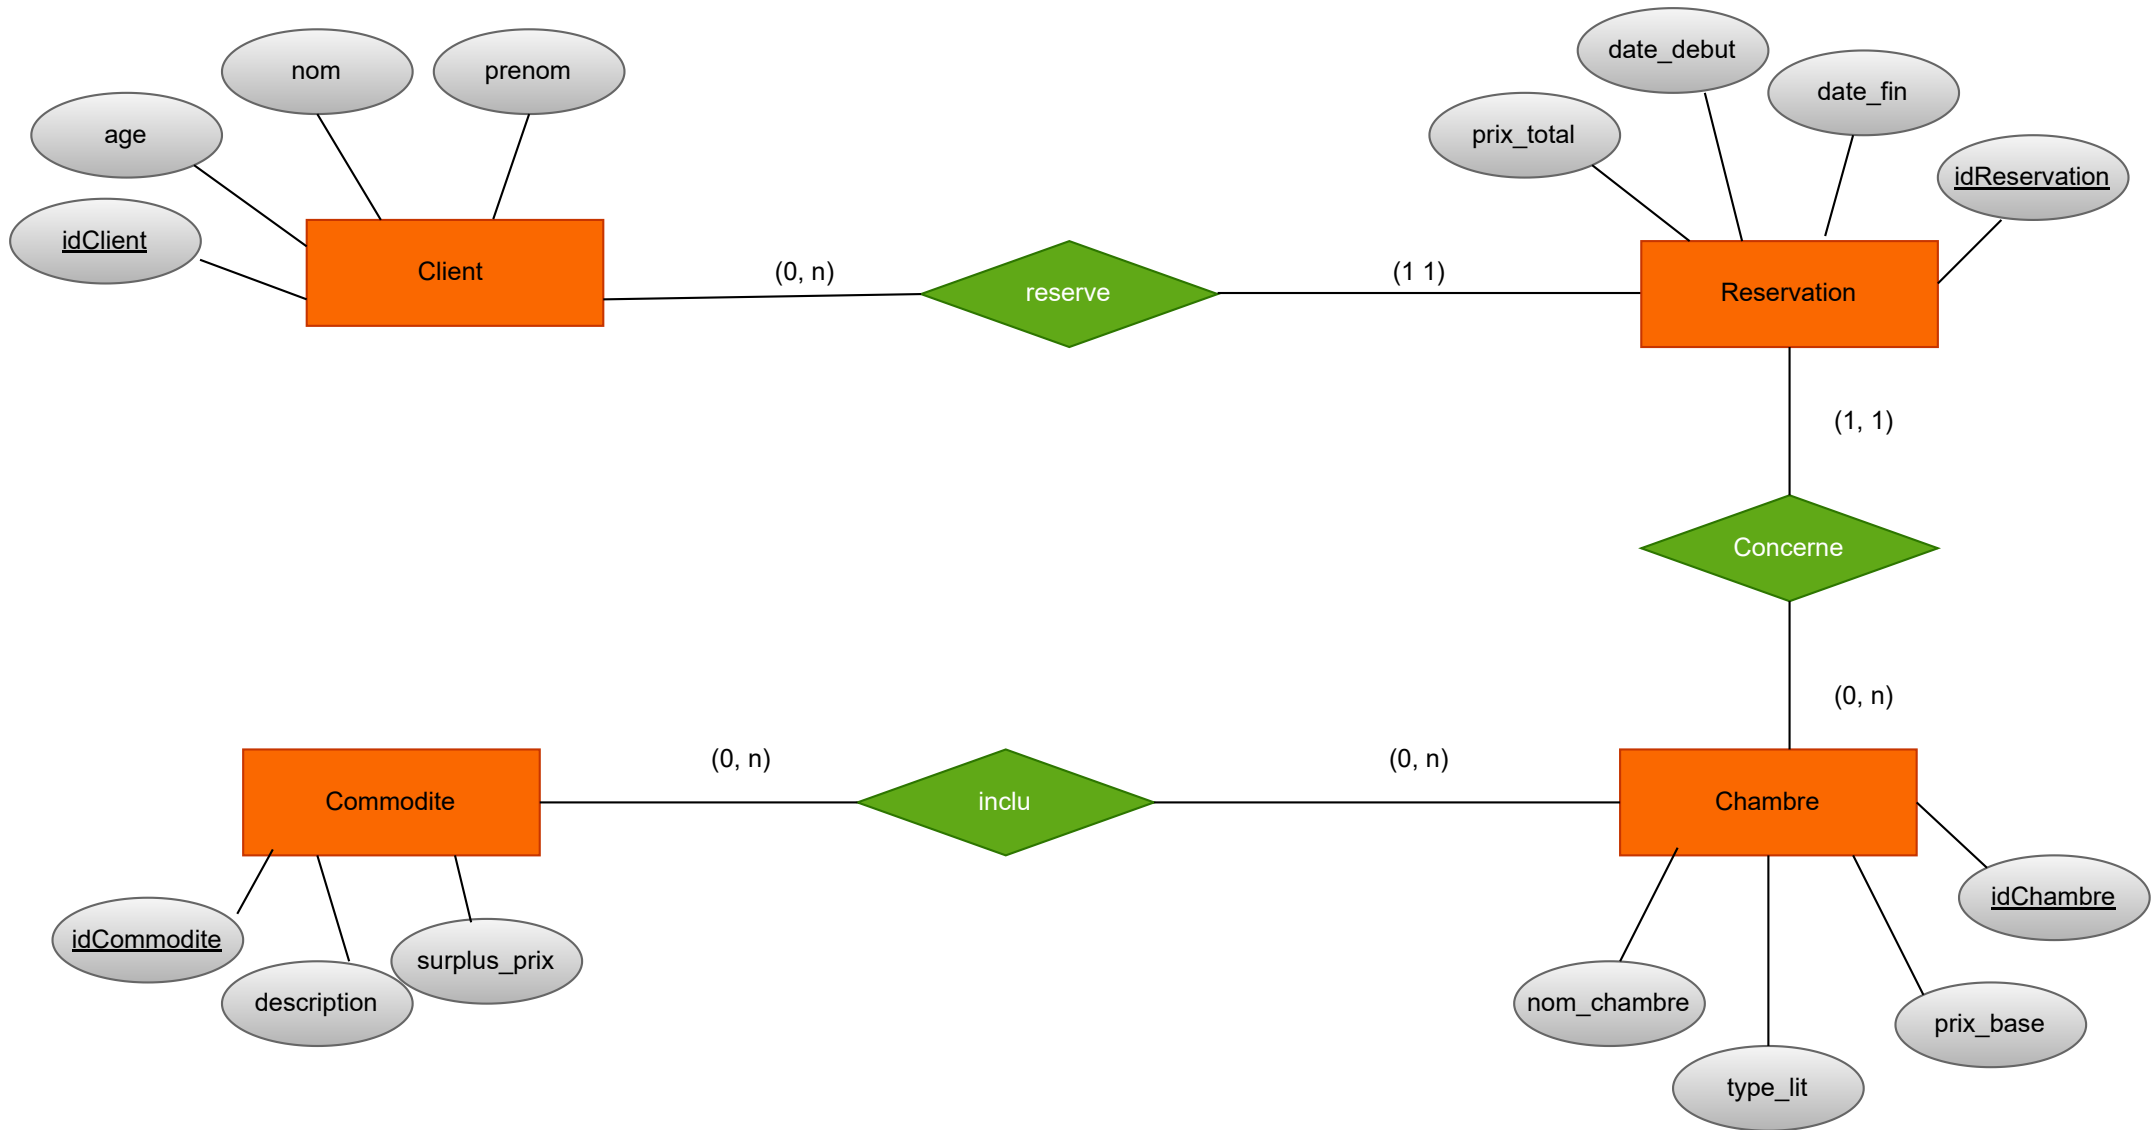 date_debut
nom
prenom
date_fin
age
prix_total
idReservation
idClient
Client
(0, n)
reserve
(1 1)
Reservation
(1, 1)
Concerne
(0, n)
Commodite
(0, n)
inclu
(0, n)
Chambre
idChambre
idCommodite
surplus_prix
description
nom_chambre
prix_base
type_lit